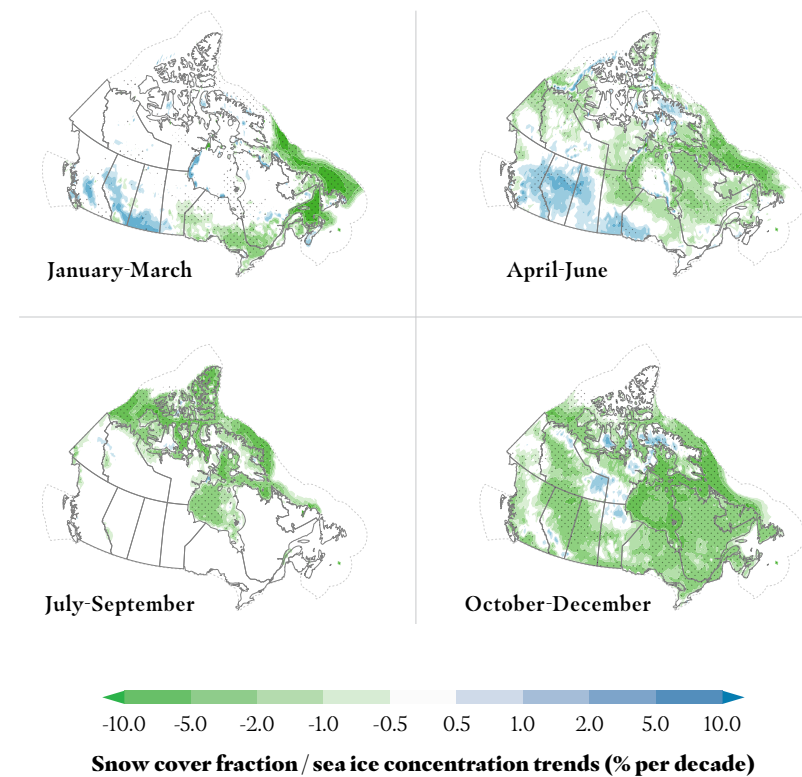 January-March
April-June
July-September
October-December
-10.0 -5.0 -2.0 -1.0 -0.5 0.5 1.0 2.0 5.0 10.0
Snow cover fraction / sea ice concentration trends (% per decade)